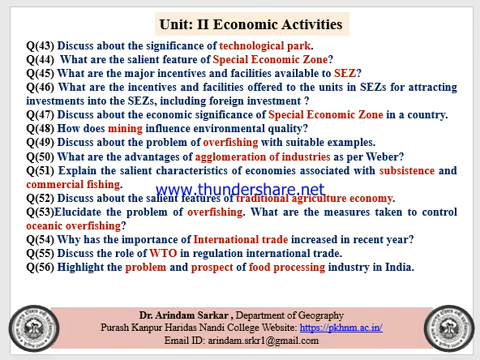 Unit: II Economic Activities
Q(43) Discuss about the significance of technological park.
Q(44) What are the salient feature of Special Economic Zone?
Q(45) What are the major incentives and facilities available to SEZ?
Q(46) What are the incentives and facilities offered to the units in SEZs for attracting
investments into the SEZs, including foreign investment ?
Q(47) Discuss about the economic significance of Special Economic Zone in a country.
Q(48) How does mining influence environmental quality?
Q(49) Discuss about the problem of overfishing with suitable examples.
Q(50) What are the advantages of agglomeration of industries as per Weber?
Q(51) Explain the salient characteristics of economies associated with subsistence and
commercial fishing.
www.thundershare.net
Q(52) Discuss about the salient features of traditional agriculture economy.
Q(53)Elucidate the problem of overfishing. What are the measures taken to control
oceanic overfishing?
Q(54) Why has the importance of International trade increased in recent year?
Q(55) Discuss the role of WTO in regulation international trade.
Q(56) Highlight the problem and prospect of food processing industry in India.
Dr. Arindam Sarkar , Department of Geography
Purash Kanpur Haridas Nandi College Website: https://pkhnm.ac.in/
Email ID: arindam.srkr1@gmail.com